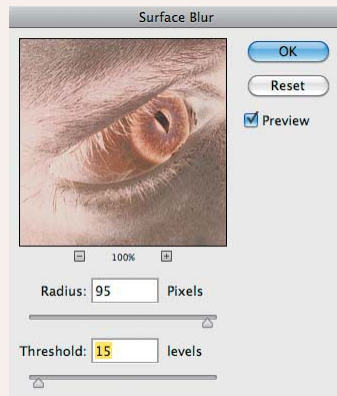 Surface Blur
OK
Reset
Preview
100%
Radius: 95 Pixels
Threshold: 15 levels